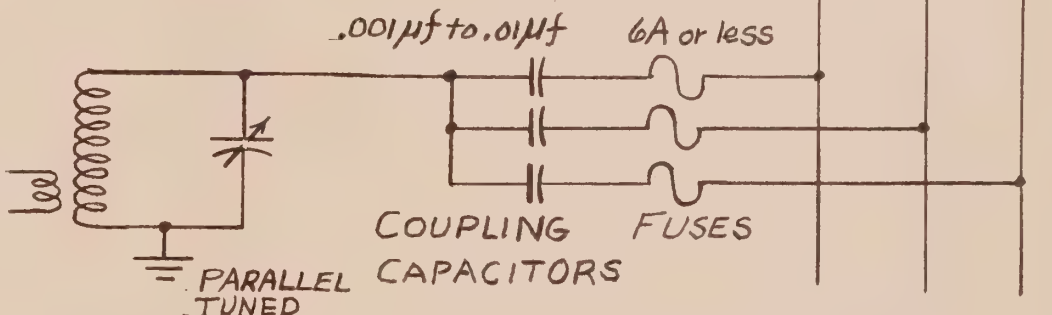 .001µf to .01µf
6A or less
COUPLING
CAPACITORS
FUSES
PARALLEL
TUNED